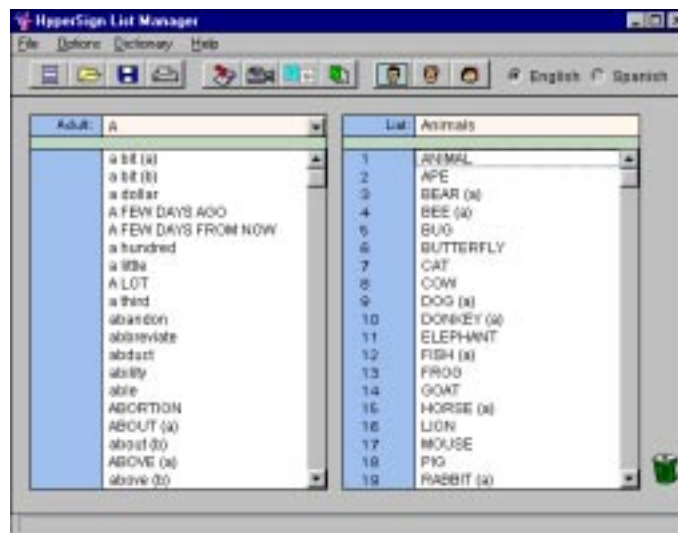 HyperSign List Manager
File Options Dictionary Help
English Spanish
Adult: A
a bit (a)
a bit (b)
a dollar
A FEW DAYS AGO
A FEW DAYS FROM NOW
a hundred
a little
A LOT
a third
abandon
abbreviate
abduct
ability
able
ABORTION
ABOUT (a)
about (b)
ABOVE (a)
above (b)
List: Animals
1 ANIMAL
2 APE
3 BEAR (a)
4 BEE (a)
5 BUG
6 BUTTERFLY
7 CAT
8 COW
9 DOG (a)
10 DONKEY (a)
11 ELEPHANT
12 FISH (a)
13 FROG
14 GOAT
15 HORSE (a)
16 LION
17 MOUSE
18 PIG
19 RABBIT (a)